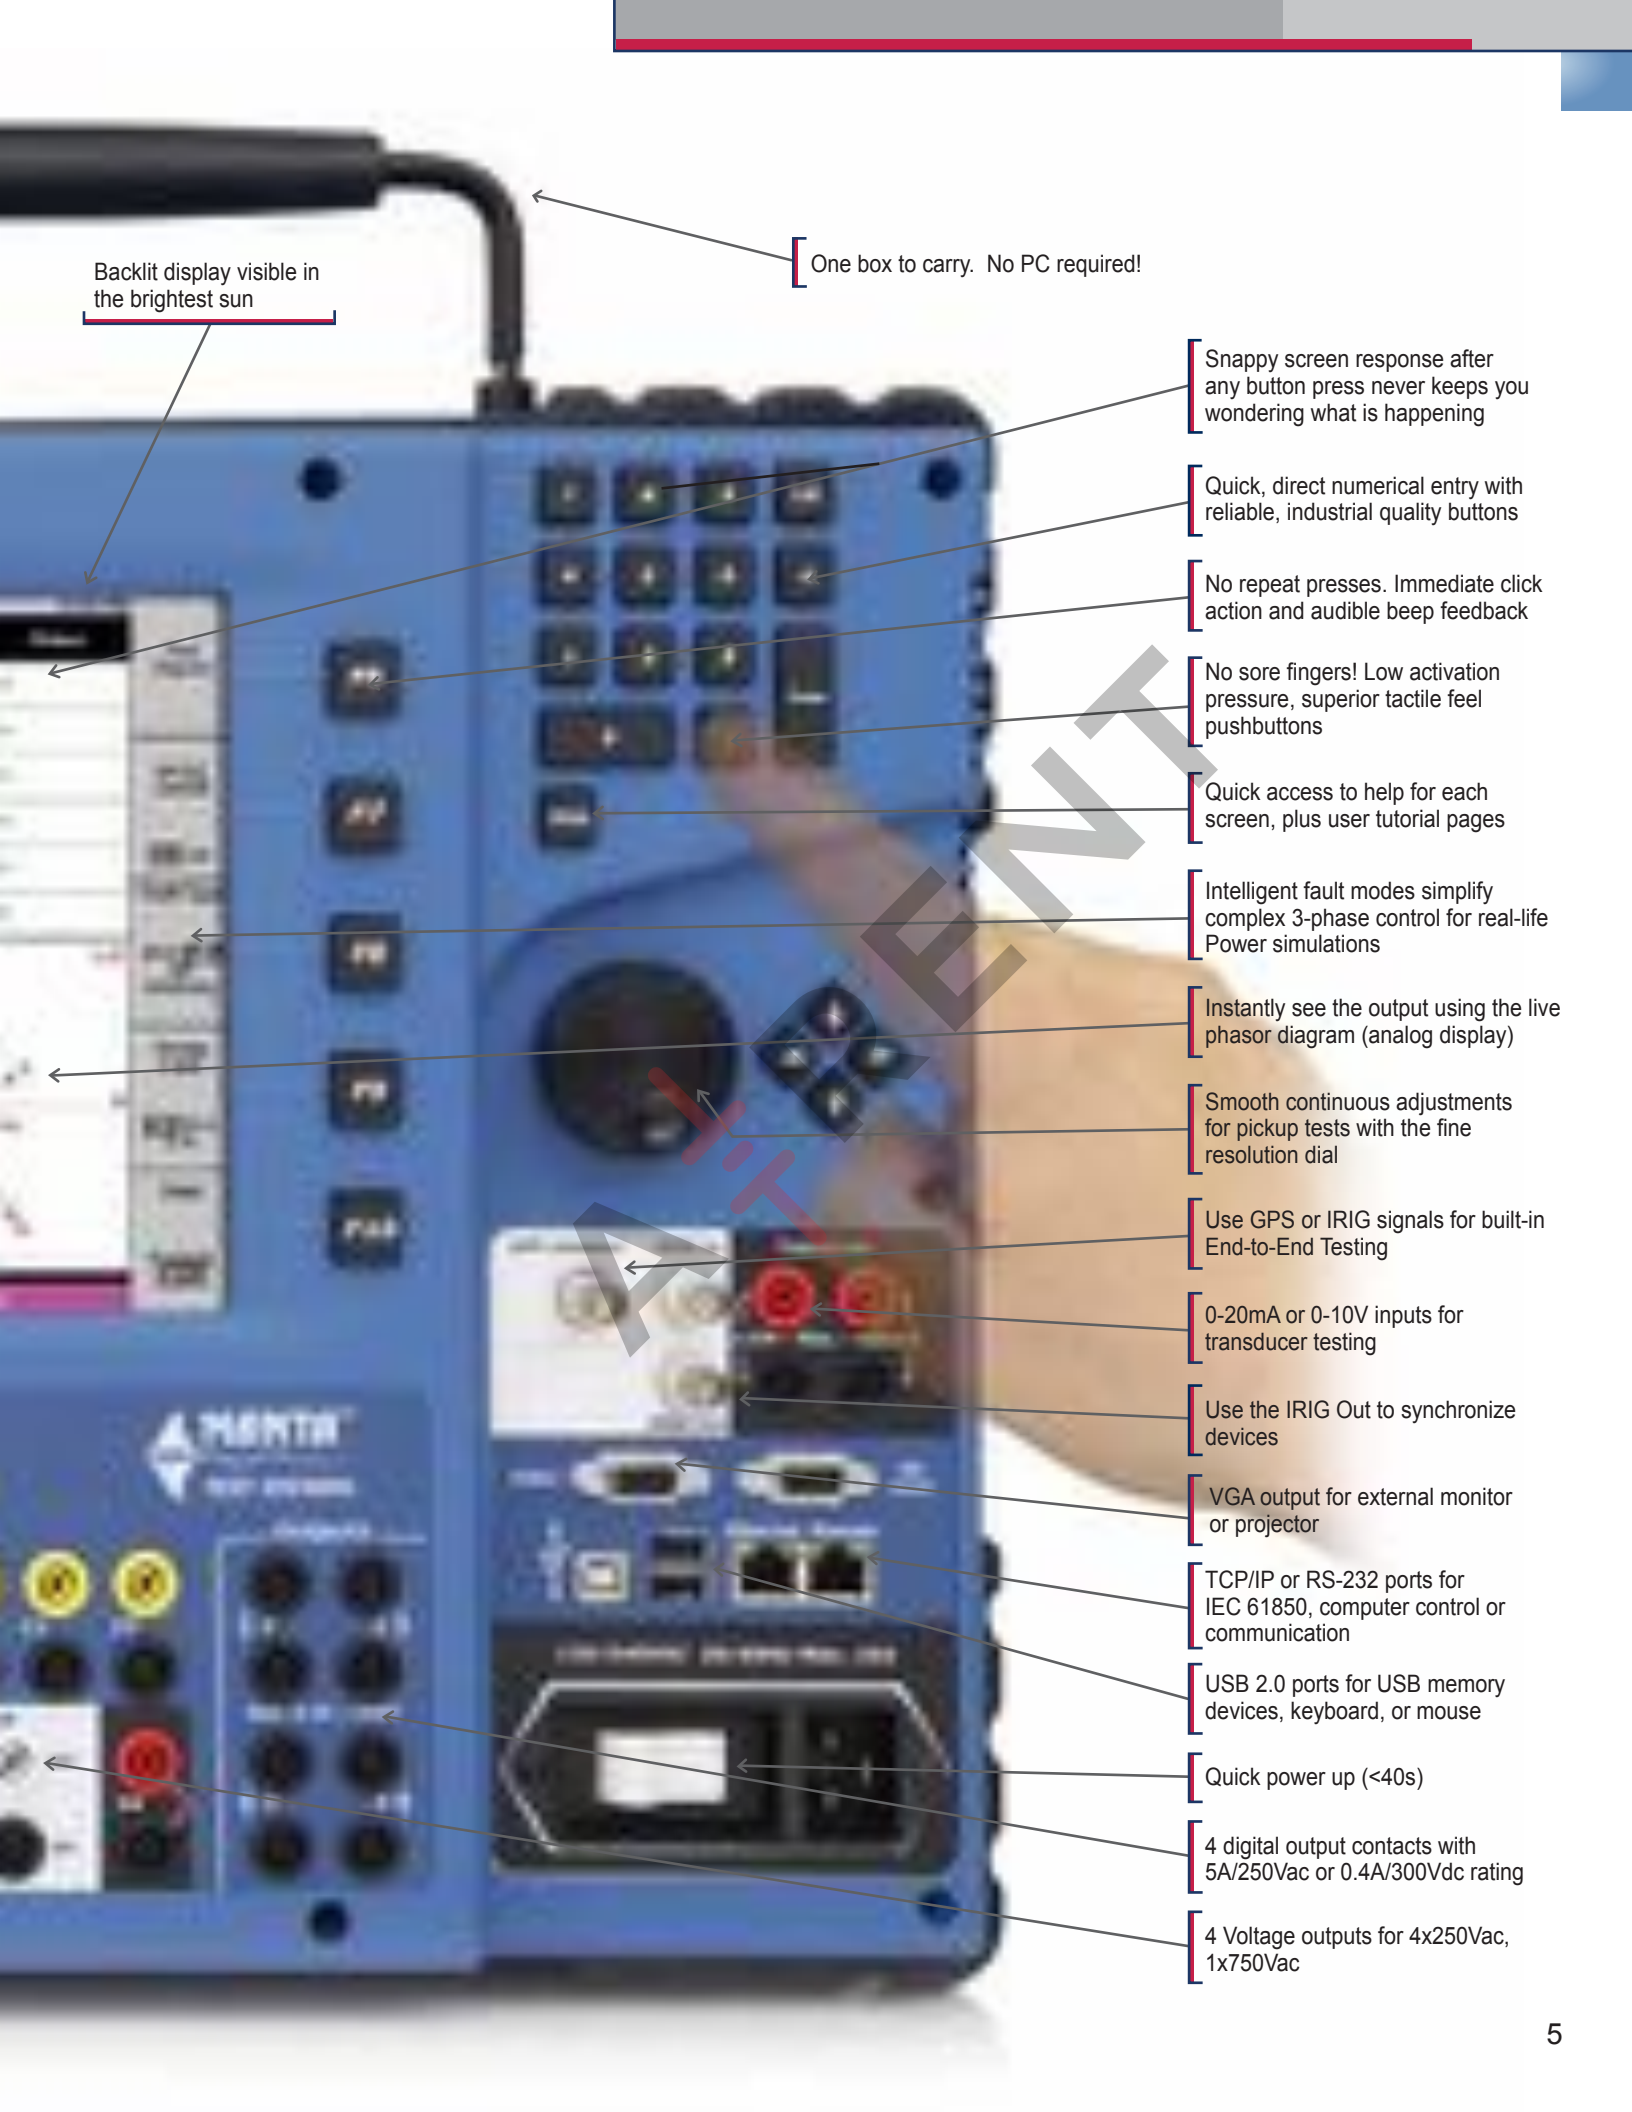 One box to carry.  No PC required!
Backlit display visible in
the brightest sun
Snappy screen response after
any button press never keeps you
wondering what is happening
Quick, direct numerical entry with
reliable, industrial quality buttons
No repeat presses. Immediate click
action and audible beep feedback
No sore fingers! Low activation
pressure, superior tactile feel
pushbuttons
Quick access to help for each
screen, plus user tutorial pages
Intelligent fault modes simplify
complex 3-phase control for real-life
Power simulations
Instantly see the output using the live
phasor diagram (analog display)
Smooth continuous adjustments
for pickup tests with the fine
resolution dial
Use GPS or IRIG signals for built-in
End-to-End Testing
0-20mA or 0-10V inputs for
transducer testing
Use the IRIG Out to synchronize
devices
VGA output for external monitor
or projector
TCP/IP or RS-232 ports for
IEC 61850, computer control or
communication
USB 2.0 ports for USB memory
devices, keyboard, or mouse
Quick power up (<40s)
4 digital output contacts with
5A/250Vac or 0.4A/300Vdc rating
4 Voltage outputs for 4x250Vac,
1x750Vac
F7
F8
F9
F10
MANTA
TEST SYSTEMS
Outputs
A RENT
5